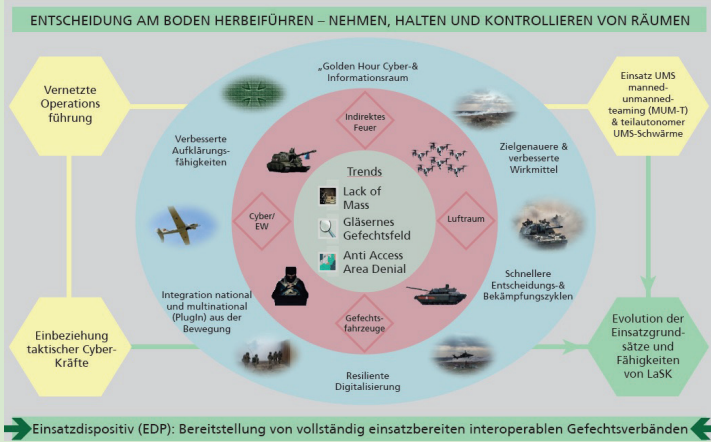 ENTSCHEIDUNG AM BODEN HERBEIFÜHREN – NEHMEN, HALTEN UND KONTROLLIEREN VON RÄUMEN
Vernetzte
Operations
führung
„Golden Hour Cyber-&
Informationsraum
Einsatz UMS
manned-
unmanned-
teaming (MUM-T)
& teilautonomer
UMS-Schwärme
Verbesserte
Aufklärungs-
fähigkeiten
Indirektes
Feuer
Zielgenauere &
verbesserte
Wirkmittel
Trends
Lack of
Mass
Gläsernes
Gefechtsfeld
Anti Access
Area Denial
Cyber/
EW
Luftraum
Integration national
und multinational
(PlugIn) aus der
Bewegung
Gefechts-
fahrzeuge
Schnellere
Entscheidungs-&
Bekämpfungszyklen
Einbeziehung
taktischer Cyber-
Kräfte
Resiliente
Digitalisierung
Evolution der
Einsatzgrund-
sätze und
Fähigkeiten
von LaSK
Einsatzdispositiv (EDP): Bereitstellung von vollständig einsatzbereiten interoperablen Gefechtsverbänden